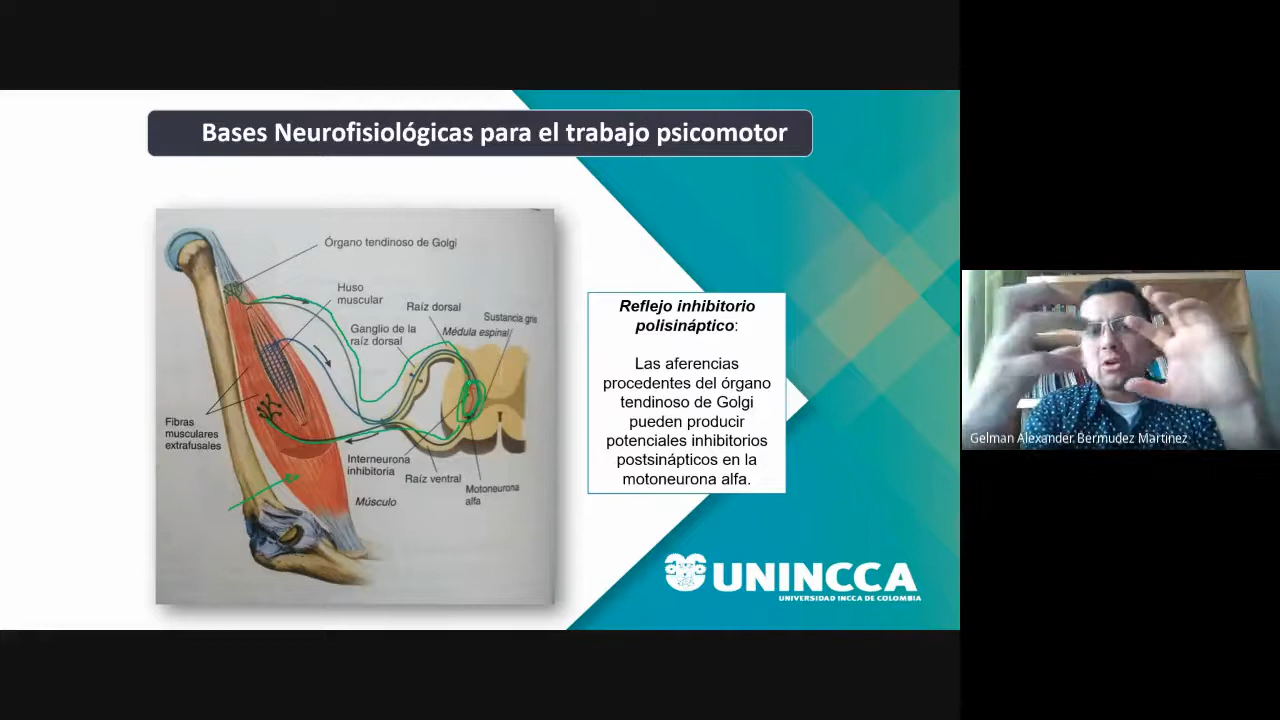 Bases Neurofisiológicas para el trabajo psicomotor
Órgano tendinoso de Golgi
Huso
muscular
Raíz dorsal
Sustancia gris
Ganglio de la
raíz dorsal
Médula espinal
Fibras
musculares
extrafusales
Interneurona
inhibitoria
Raíz ventral
Motoneurona
alfa
Músculo
Reflejo inhibitorio
polisináptico:
Las aferencias
procedentes del órgano
tendinoso de Golgi
pueden producir
potenciales inhibitorios
postsinápticos en la
motoneurona alfa.
UNINCCA
UNIVERSIDAD INCCA DE COLOMBIA
Gelman Alexander Bermudez Martinez